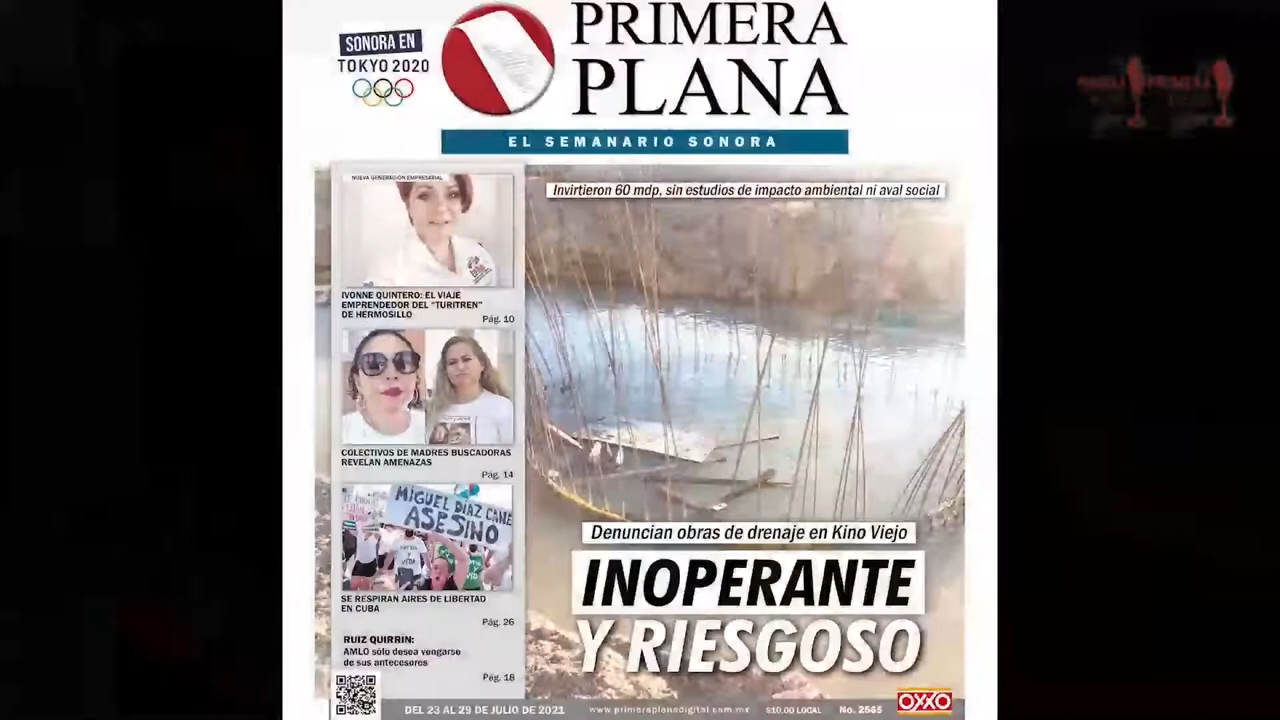 SONORA EN
TOKYO 2020
PRIMERA
PLANA
EL SEMANARIO SONORA
NUEVA GENERACIÓN EMPRESARIAL
IVONNE QUINTERO: EL VIAJE
EMPRENDEDOR DEL "TURITREN"
DE HERMOSILLO
Pág. 10
COLECTIVOS DE MADRES BUSCADORAS
REVELAN AMENAZAS
Pág. 14
MIGUEL DIAZ CANE
ASESINO
SE RESPIRAN AIRES DE LIBERTAD
EN CUBA
Pág. 26
RUIZ QUIRRÍN:
AMLO sólo desea vengarse
de sus antecesores
Pág. 18
Invirtieron 60 mdp, sin estudios de impacto ambiental ni aval social
Denuncian obras de drenaje en Kino Viejo
INOPERANTE
Y RIESGOSO
DEL 23 AL 29 DE JULIO DE 2021
www.primeraplanadigital.com.mx
$10.00 LOCAL
No. 2565
OXXO